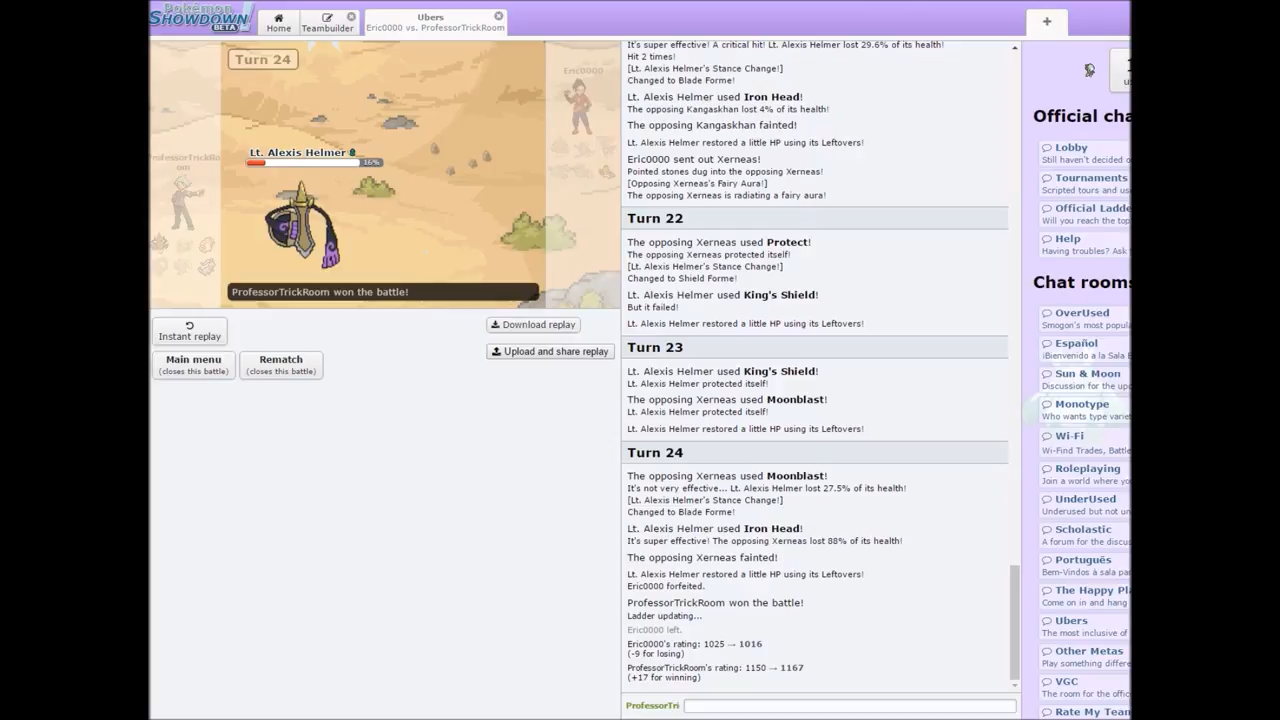 Pokémon
SHOWDOWN!
BETA
Home
Teambuilder
Ubers
Eric0000 vs. ProfessorTrickRoom
+
Turn 24
Eric0000
ProfessorTrickRo
om
Lt. Alexis Helmer
16%
ProfessorTrickRoom won the battle!
Instant replay
Download replay
Upload and share replay
Main menu
(closes this battle)
Rematch
(closes this battle)
It's super effective! A critical hit! Lt. Alexis Helmer lost 29.6% of its health!
Hit 2 times!
[Lt. Alexis Helmer's Stance Change!]
Changed to Blade Forme!
Lt. Alexis Helmer used Iron Head!
The opposing Kangaskhan lost 4% of its health!
The opposing Kangaskhan fainted!
Lt. Alexis Helmer restored a little HP using its Leftovers!
Eric0000 sent out Xerneas!
Pointed stones dug into the opposing Xerneas!
[Opposing Xerneas's Fairy Aura!]
The opposing Xerneas is radiating a fairy aura!
Turn 22
The opposing Xerneas used Protect!
The opposing Xerneas protected itself!
[Lt. Alexis Helmer's Stance Change!]
Changed to Shield Forme!
Lt. Alexis Helmer used King's Shield!
But it failed!
Lt. Alexis Helmer restored a little HP using its Leftovers!
Turn 23
Lt. Alexis Helmer used King's Shield!
Lt. Alexis Helmer protected itself!
The opposing Xerneas used Moonblast!
Lt. Alexis Helmer protected itself!
Lt. Alexis Helmer restored a little HP using its Leftovers!
Turn 24
The opposing Xerneas used Moonblast!
It's not very effective... Lt. Alexis Helmer lost 27.5% of its health!
[Lt. Alexis Helmer's Stance Change!]
Changed to Blade Forme!
Lt. Alexis Helmer used Iron Head!
It's super effective! The opposing Xerneas lost 88% of its health!
The opposing Xerneas fainted!
Lt. Alexis Helmer restored a little HP using its Leftovers!
Eric0000 forfeited.
ProfessorTrickRoom won the battle!
Ladder updating...
Eric0000 left.
Eric0000's rating: 1025 → 1016
(-9 for losing)
ProfessorTrickRoom's rating: 1150 → 1167
(+17 for winning)
ProfessorTri
Official cha
Lobby
Still haven't decided o
Tournaments
Scripted tours and us
Official Ladde
Will you reach the top
Help
Having troubles? Ask
Chat rooms
OverUsed
Smogon's most popula
Español
¡Bienvenido a la Sala E
Sun & Moon
Discussion for the up
Monotype
Who wants type varie
Wi-Fi
Wi-Find Trades, Battle
Roleplaying
Join a world where yo
UnderUsed
Underused but not un
Scholastic
A forum for the discus
Português
Bem-Vindos à sala pa
The Happy Pl
Come on in and hang
Ubers
The most inclusive of
Other Metas
Play something differe
VGC
The room for the offic
Rate My Team